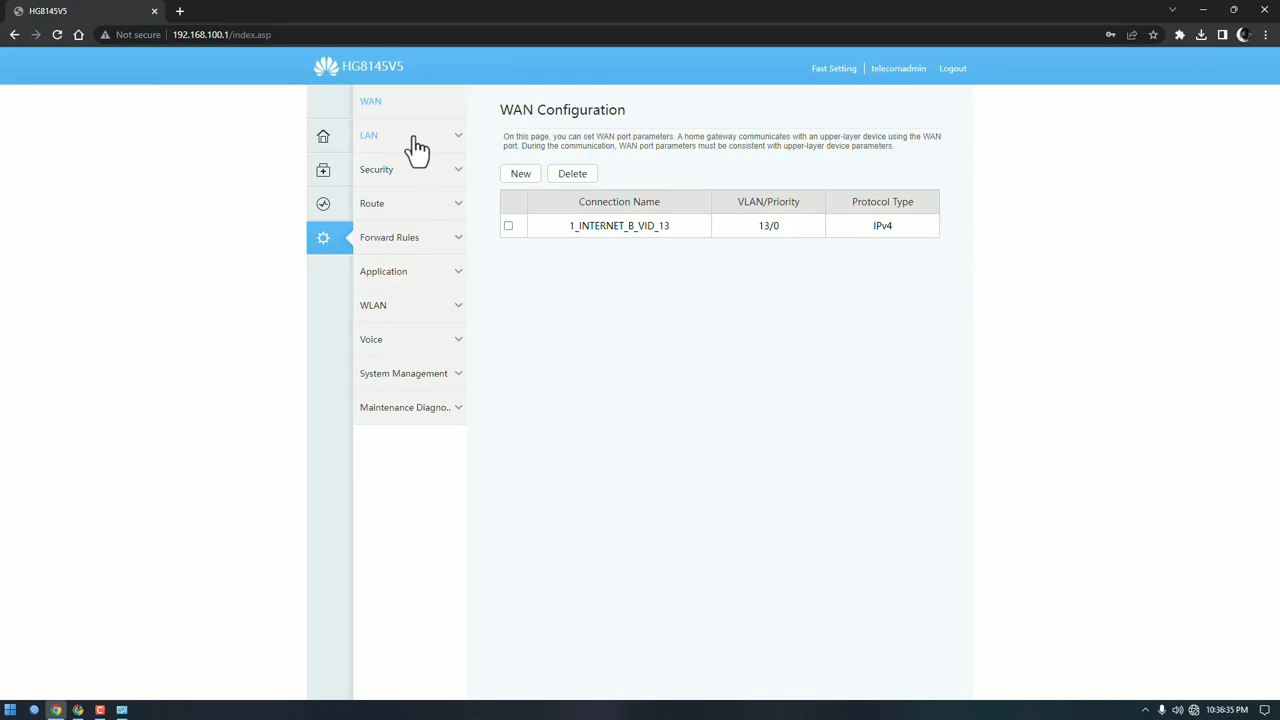 HG8145V5
Not secure
192.168.100.1/index.asp
HG8145V5
Fast Setting
telecomadmin
Logout
WAN
LAN
Security
Route
Forward Rules
Application
WLAN
Voice
System Management
Maintenance Diagno..
WAN Configuration
On this page, you can set WAN port parameters. A home gateway communicates with an upper-layer device using the WAN
port. During the communication, WAN port parameters must be consistent with upper-layer device parameters.
New
Delete
Connection Name VLAN/Priority Protocol Type
1_INTERNET_B_VID_13 13/0 IPv4
10:36:35 PM